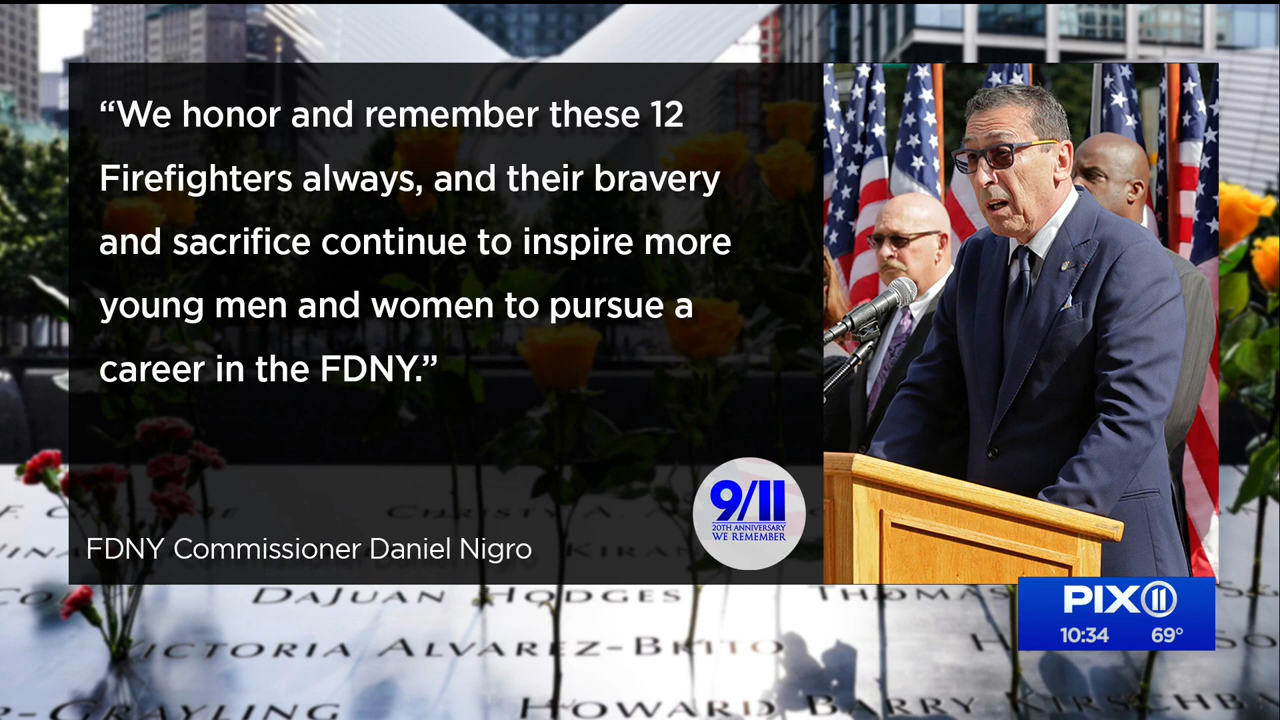 “We honor and remember these 12
Firefighters always, and their bravery
and sacrifice continue to inspire more
young men and women to pursue a
career in the FDNY.”
9/11
20TH ANNIVERSARY
WE REMEMBER
FDNY Commissioner Daniel Nigro
DaJuan Hodges
Thomas
Victoria Alvarez-Brito
-Grayling
Howard Barry Kirschb
PIX11
10:34 69°